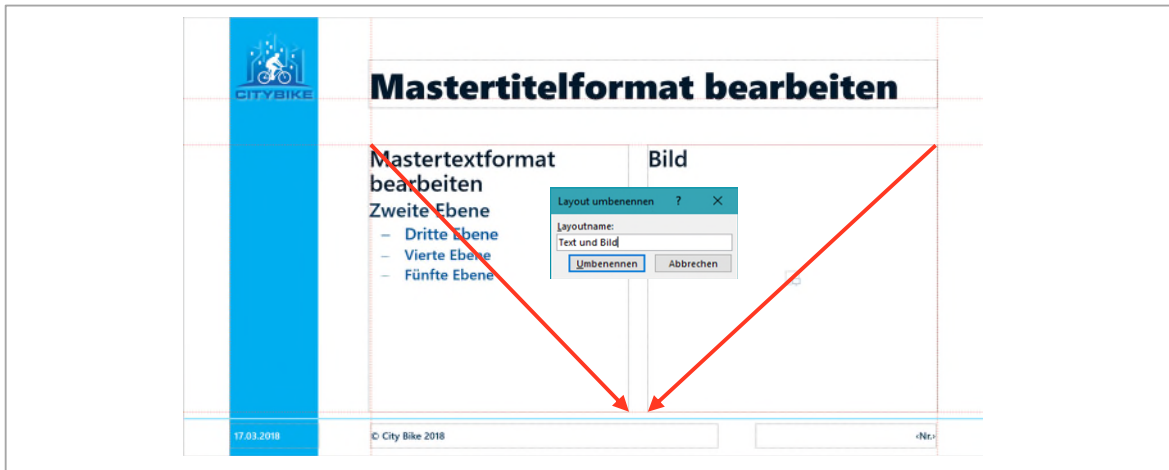 CITYBIKE
Mastertitelformat bearbeiten
Mastertextformat
bearbeiten
Zweite Ebene
– Dritte Ebene
– Vierte Ebene
– Fünfte Ebene
Bild
Layout umbenennen ? ×
Layoutname:
Text und Bild
Umbenennen Abbrechen
17.03.2018 © City Bike 2018 ‹Nr.›